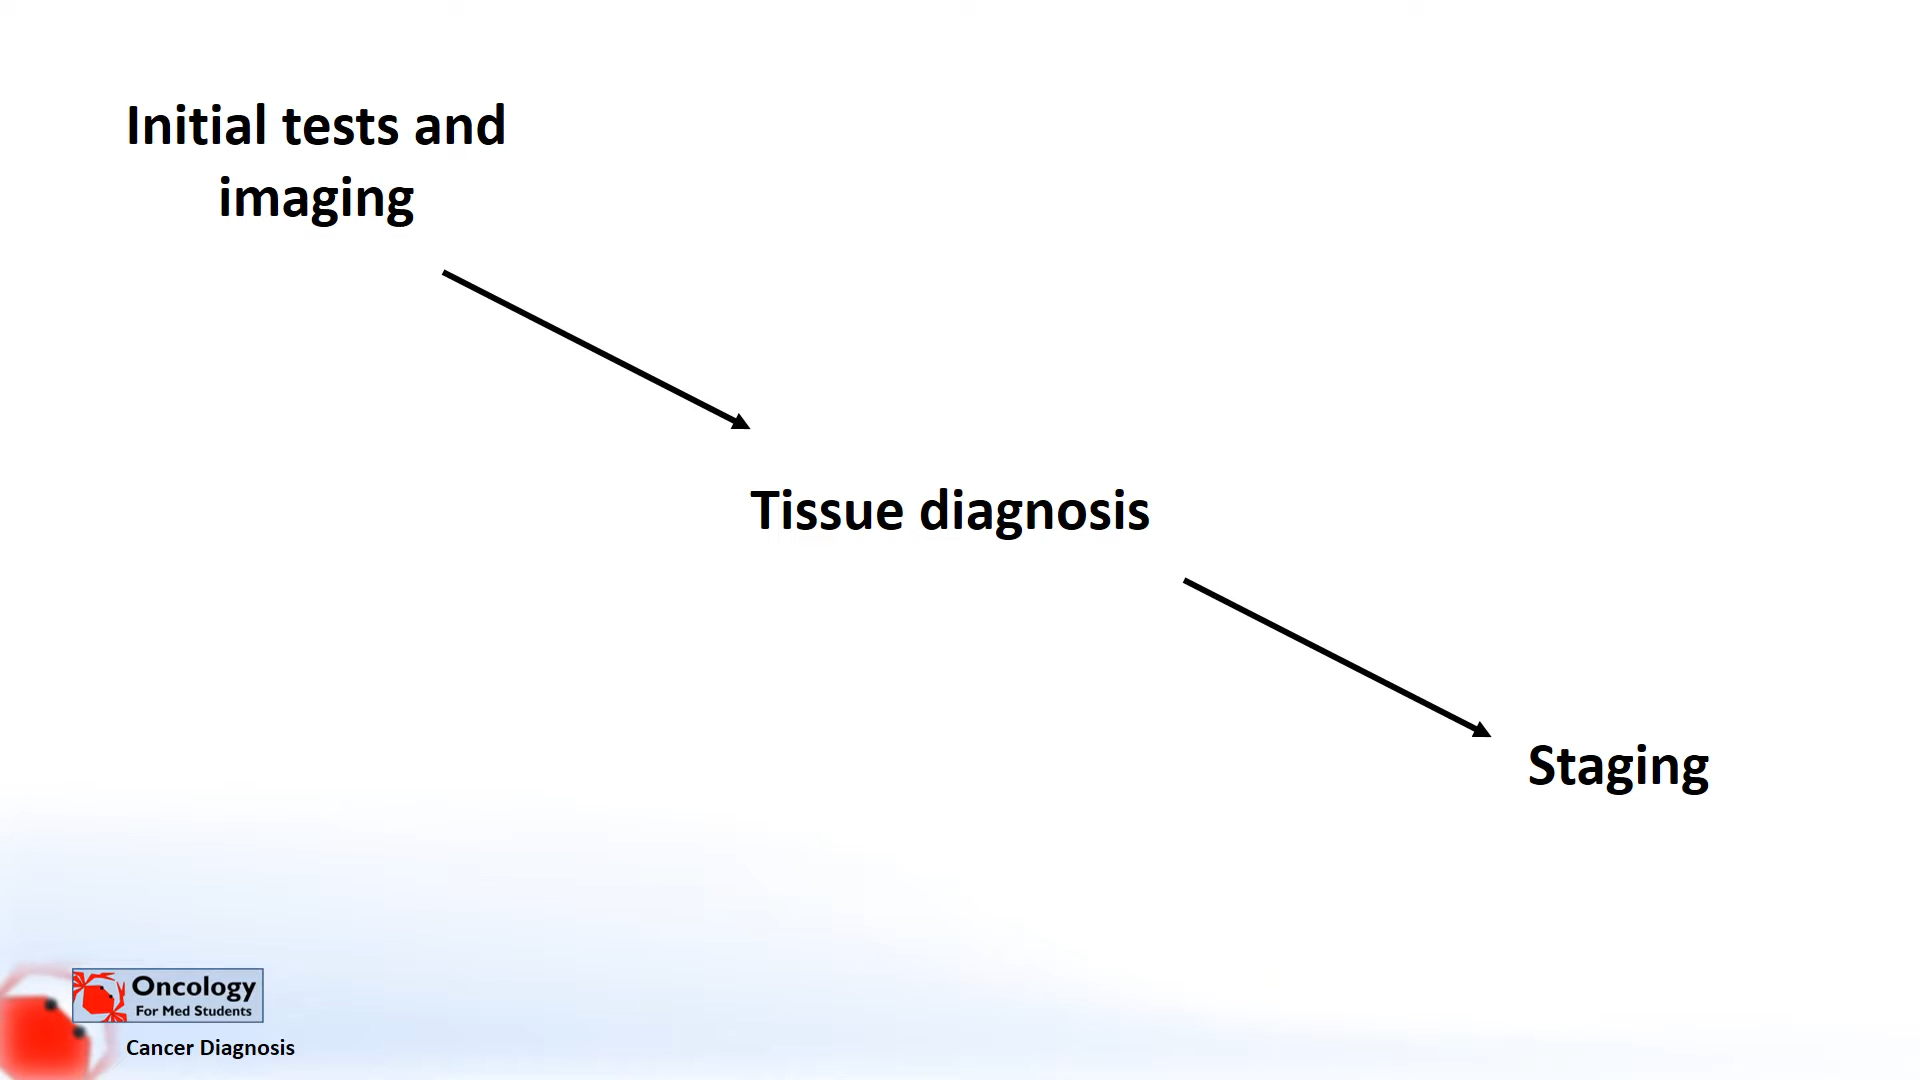 Initial tests and
imaging
Tissue diagnosis
Staging
Oncology
For Med Students
Cancer Diagnosis